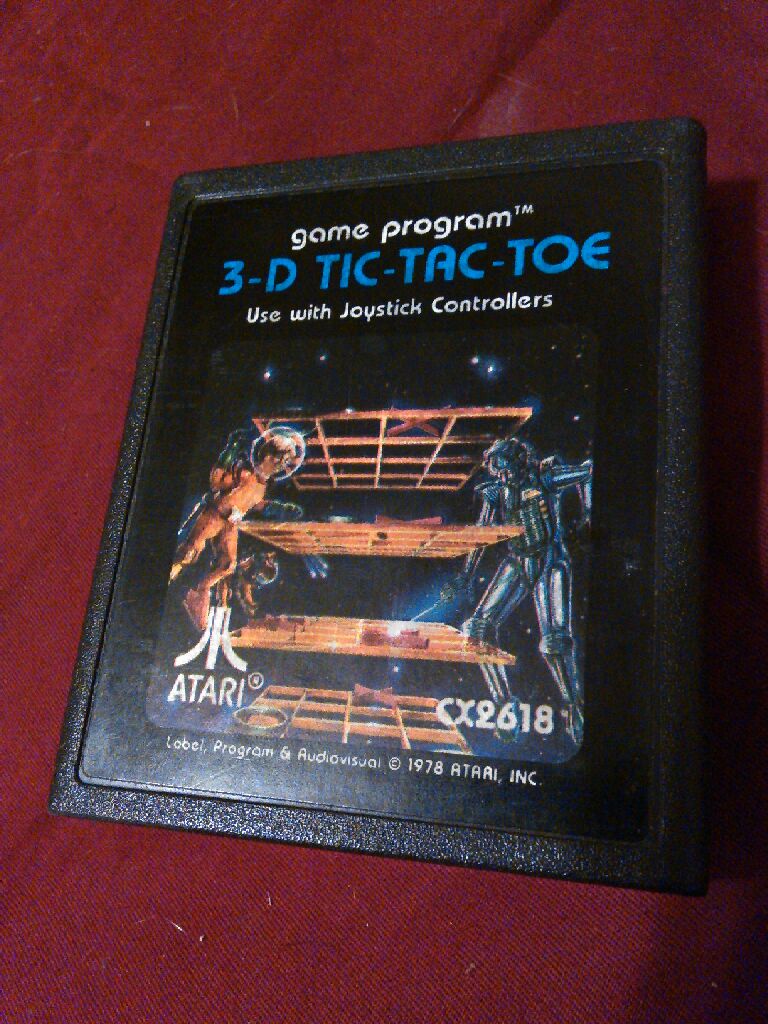 game program™
3-D TIC-TAC-TOE
Use with Joystick Controllers
ATARI®
CX2618
Label, Program & Audiovisual © 1978 ATARI, INC.